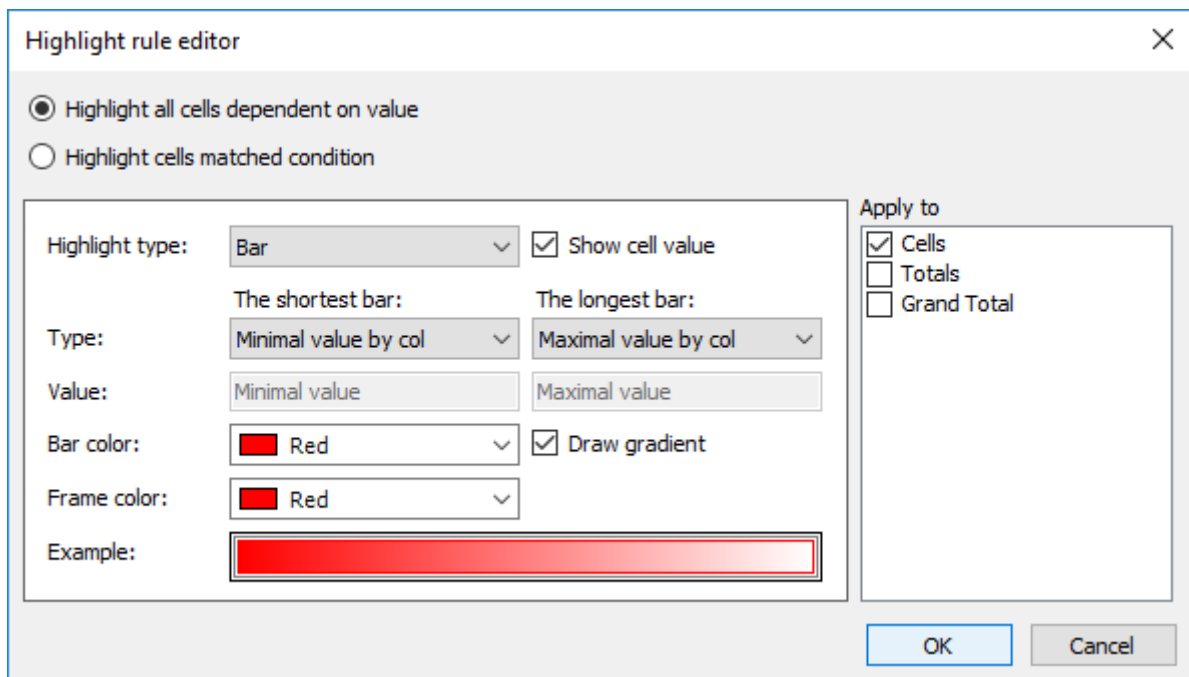 Highlight rule editor
Highlight all cells dependent on value
Highlight cells matched condition
Apply to
Highlight type: Bar Show cell value Cells
Totals
The shortest bar: The longest bar: Grand Total
Type: Minimal value by col Maximal value by col
Value: Minimal value Maximal value
Bar color: Red Draw gradient
Frame color: Red
Example:
OK Cancel